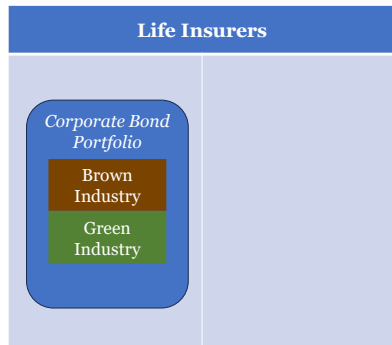 Life Insurers
Corporate Bond
Portfolio
Brown
Industry
Green
Industry